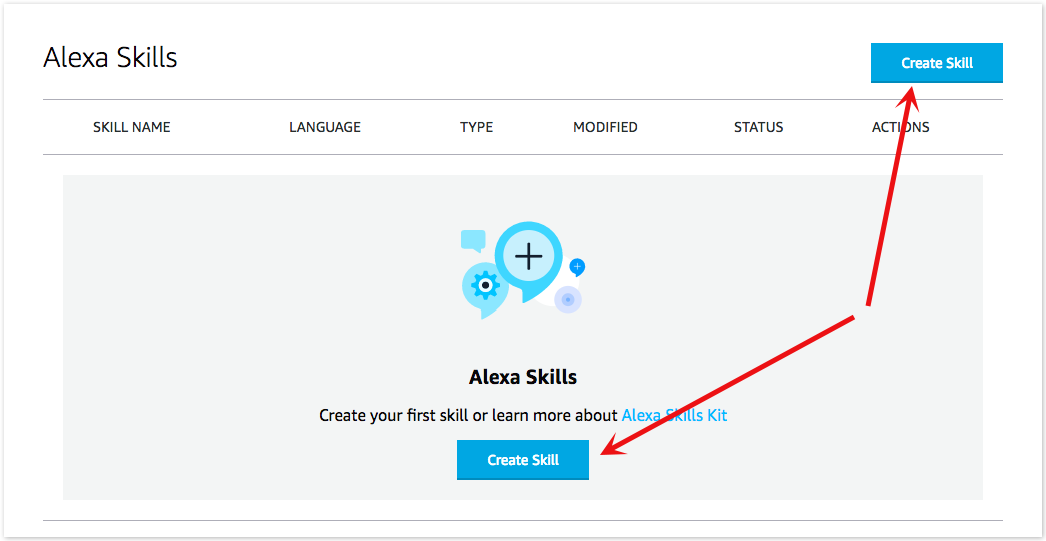 Alexa Skills
Create Skill
SKILL NAME LANGUAGE TYPE MODIFIED STATUS ACTIONS
Alexa Skills
Create your first skill or learn more about Alexa Skills Kit
Create Skill